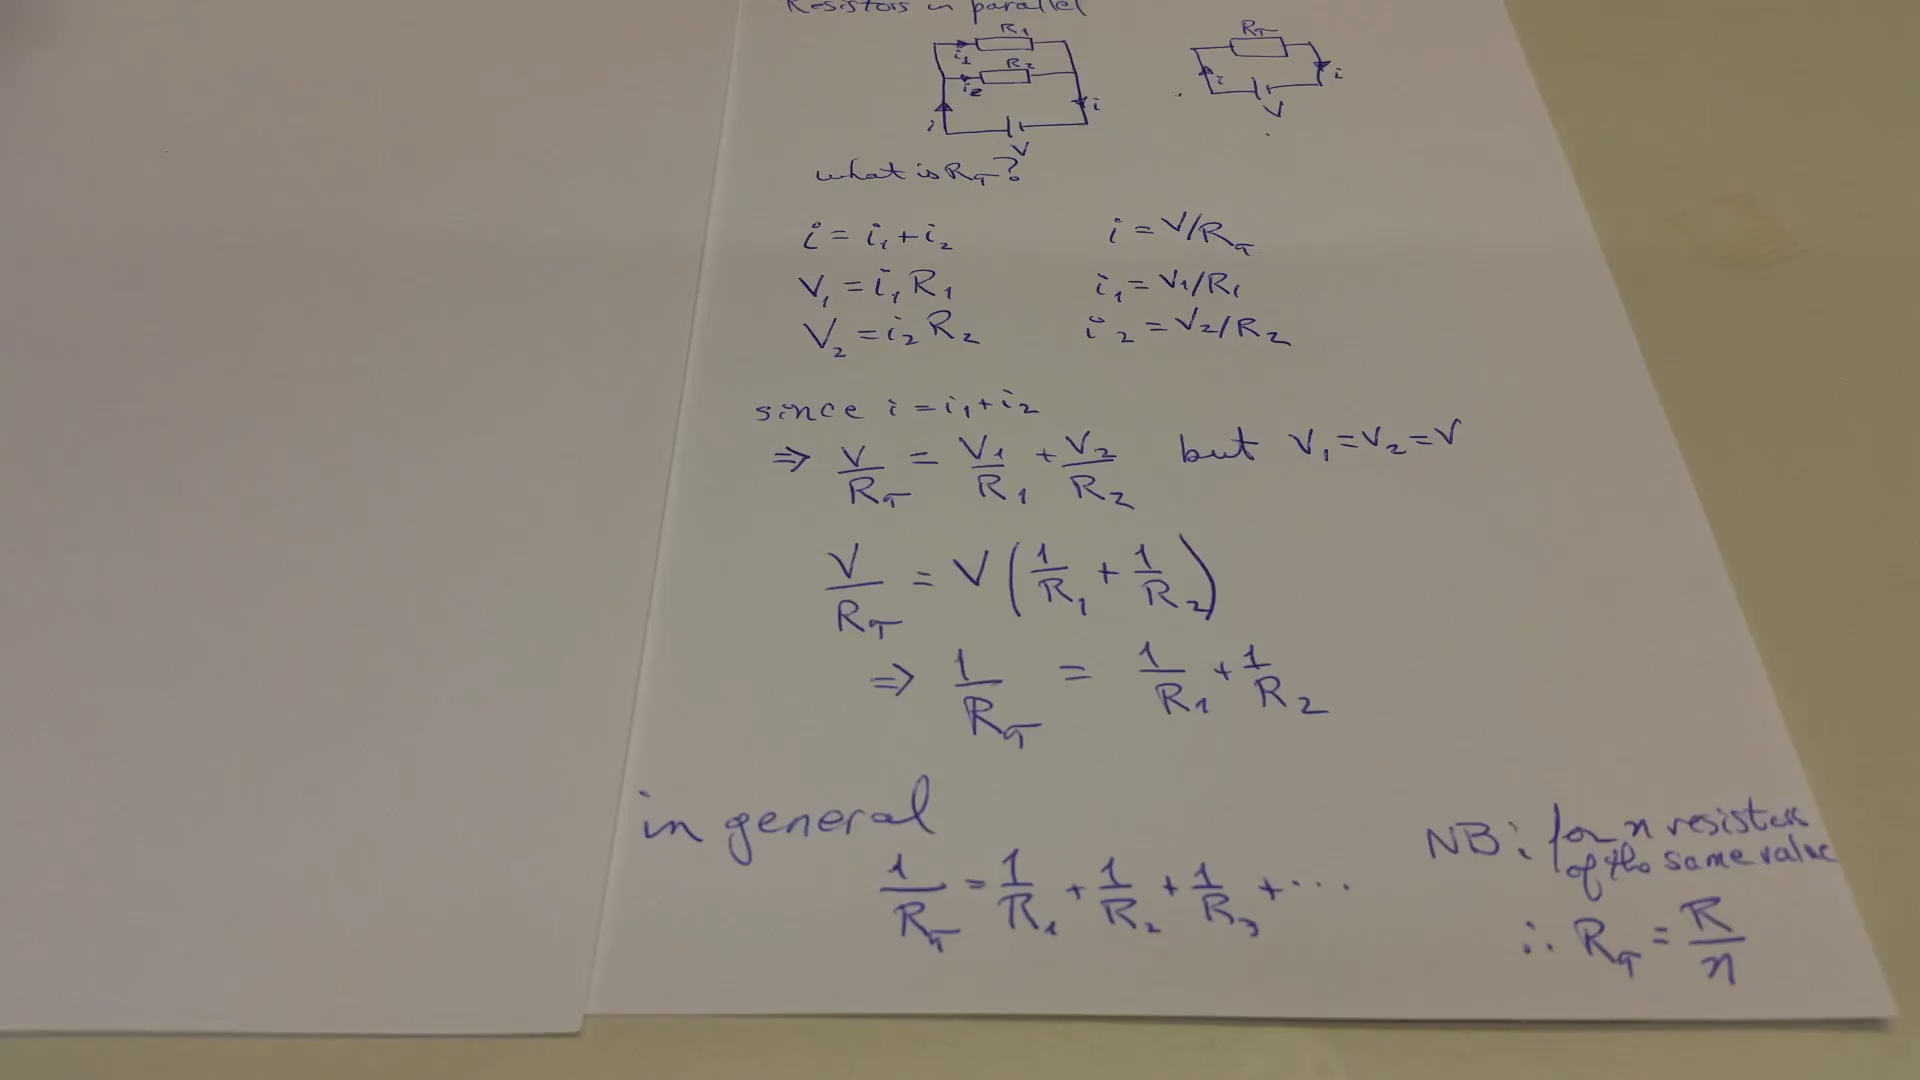 Resistors in parallel
R1
i1
R2
i2
i
i
V
RT
i
i
V
what is RT?
i = i1 + i2
i = V/RT
V1 = i1 R1
i1 = V1/R1
V2 = i2 R2
i2 = V2/R2
since i = i1 + i2
⇒ V/RT = V1/R1 + V2/R2 but V1 = V2 = V
V/RT = V (1/R1 + 1/R2)
⇒ 1/RT = 1/R1 + 1/R2
in general
1/RT = 1/R1 + 1/R2 + 1/R3 + ...
NB: for n resistors
of the same value
∴ RT = R/n